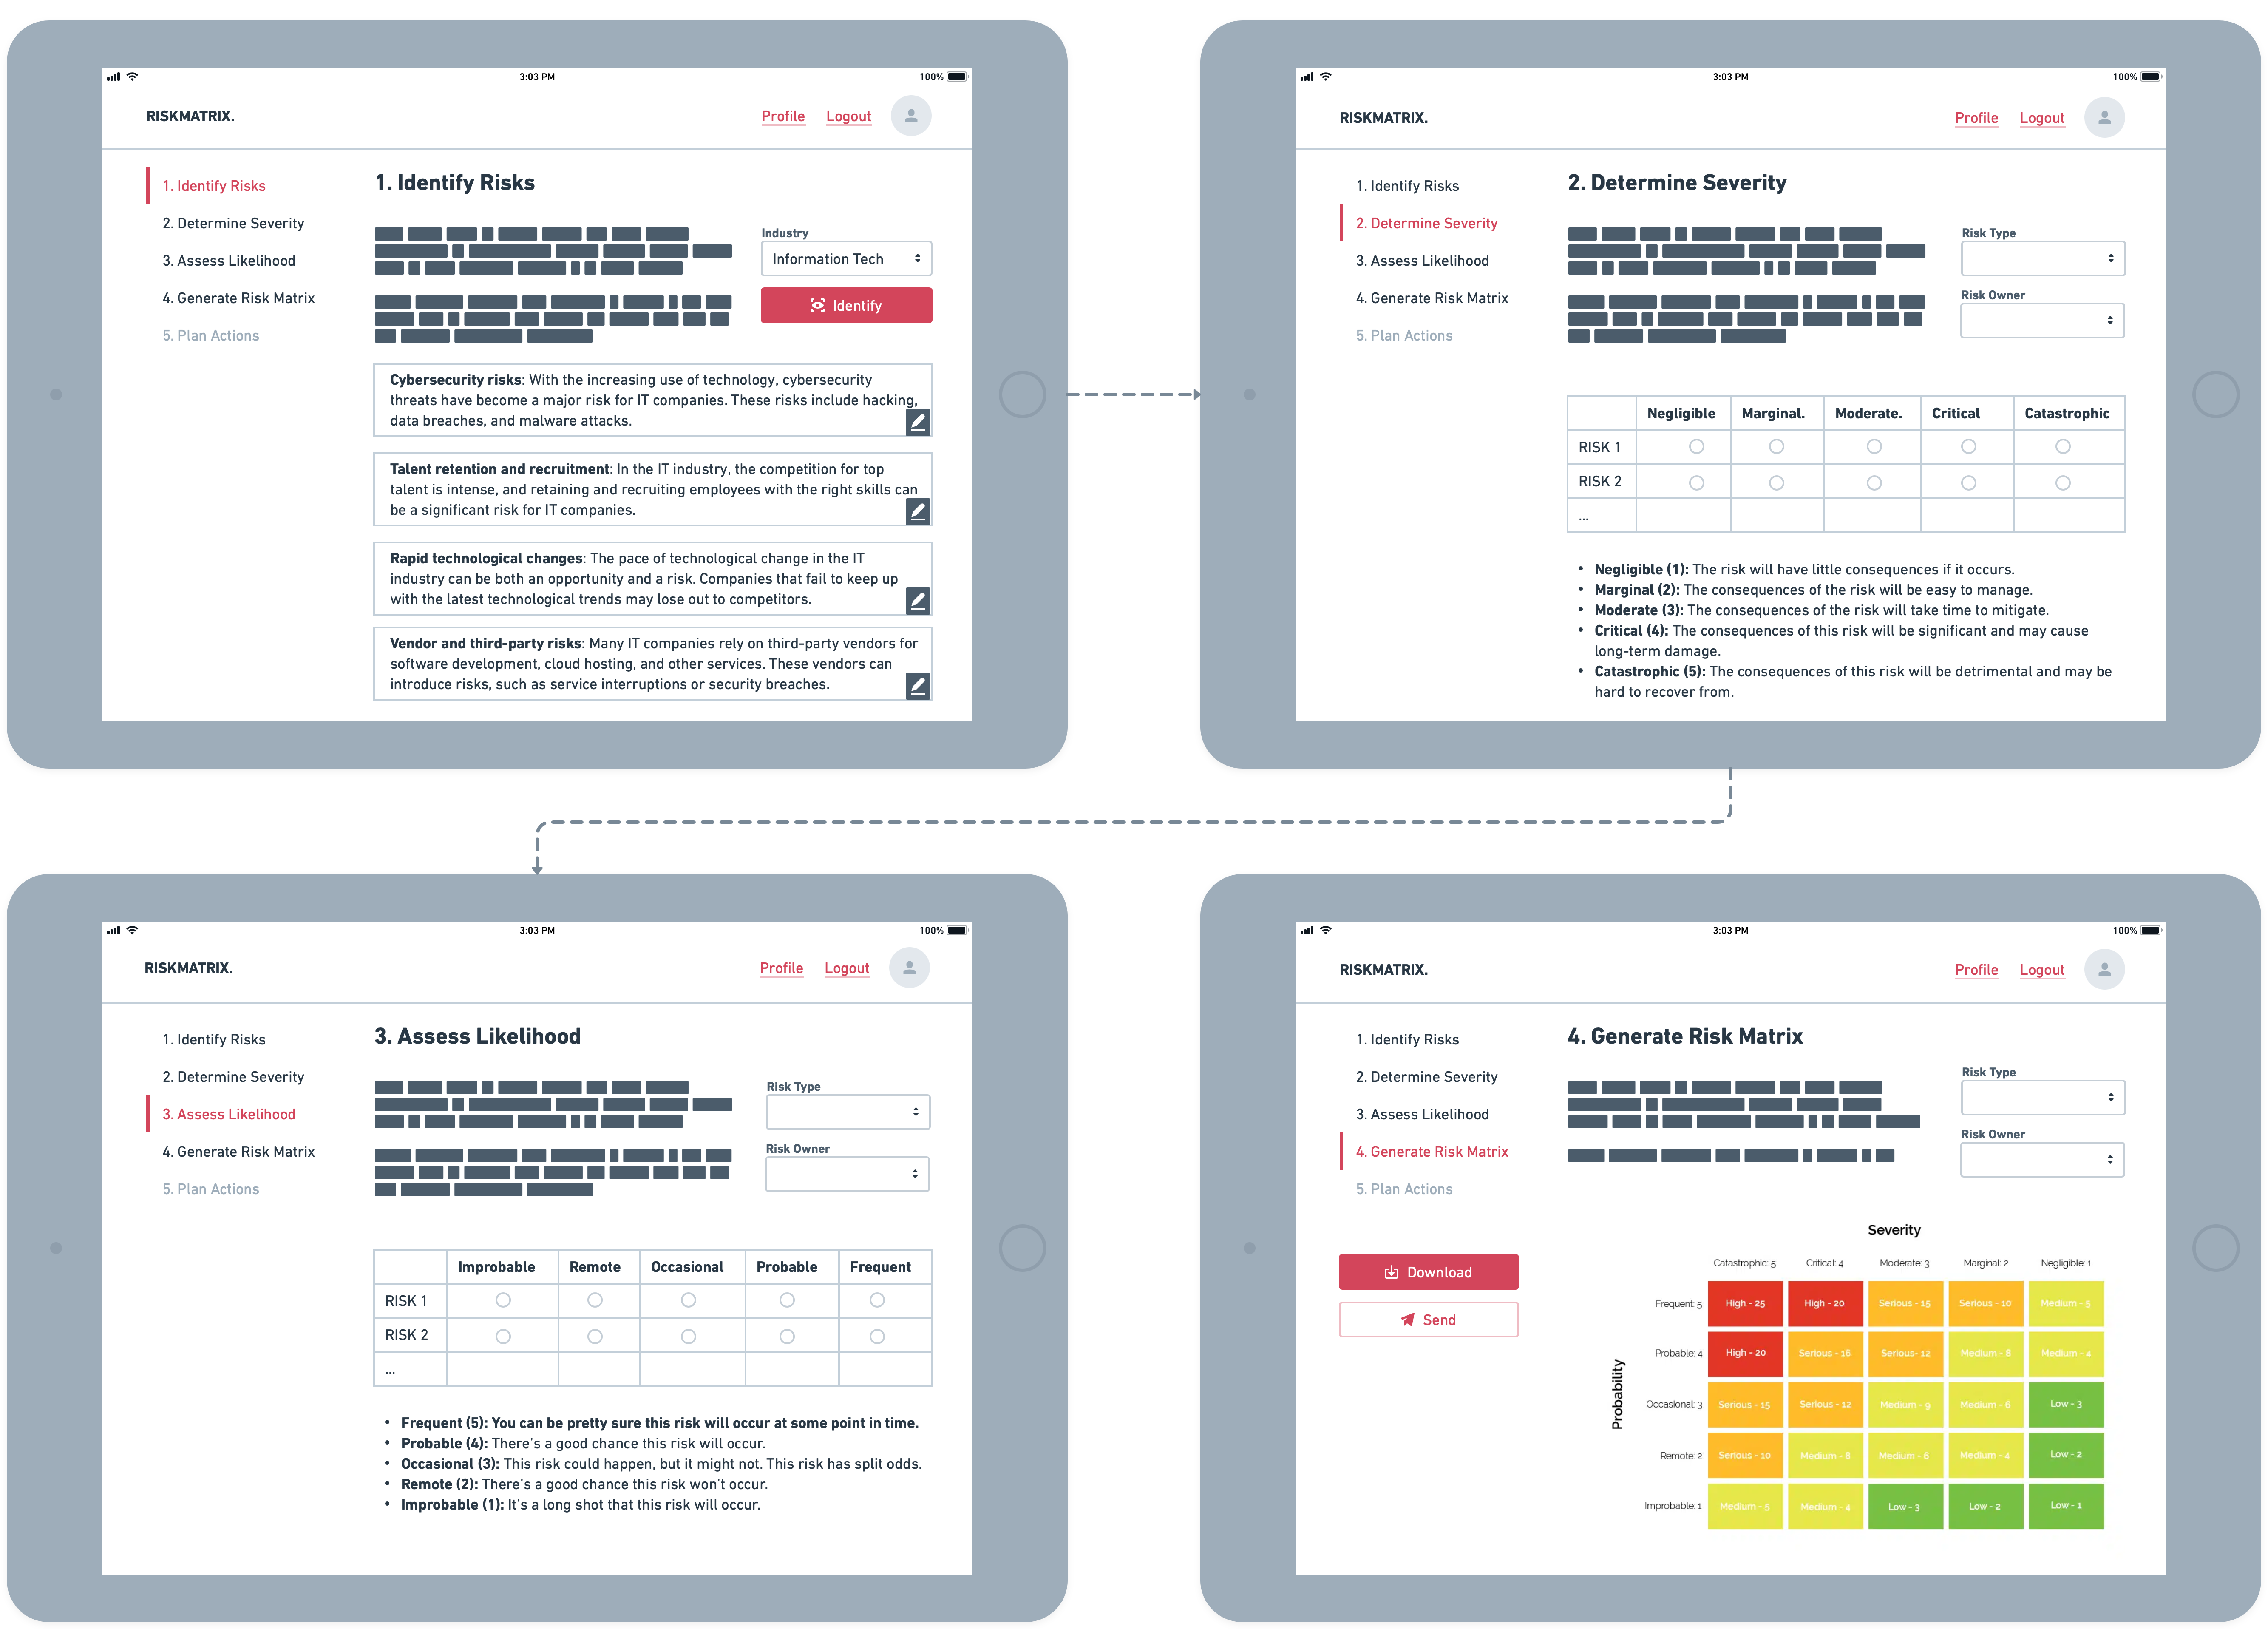 3:03 PM
100%
RISKMATRIX.
Profile
Logout
1. Identify Risks
2. Determine Severity
3. Assess Likelihood
4. Generate Risk Matrix
5. Plan Actions
1. Identify Risks
Industry
Information Tech
Identify
Cybersecurity risks: With the increasing use of technology, cybersecurity
threats have become a major risk for IT companies. These risks include hacking,
data breaches, and malware attacks.
Talent retention and recruitment: In the IT industry, the competition for top
talent is intense, and retaining and recruiting employees with the right skills can
be a significant risk for IT companies.
Rapid technological changes: The pace of technological change in the IT
industry can be both an opportunity and a risk. Companies that fail to keep up
with the latest technological trends may lose out to competitors.
Vendor and third-party risks: Many IT companies rely on third-party vendors for
software development, cloud hosting, and other services. These vendors can
introduce risks, such as service interruptions or security breaches.
3:03 PM
100%
RISKMATRIX.
Profile
Logout
1. Identify Risks
2. Determine Severity
3. Assess Likelihood
4. Generate Risk Matrix
5. Plan Actions
2. Determine Severity
Risk Type
Risk Owner
Negligible Marginal. Moderate. Critical Catastrophic
RISK 1
RISK 2
...
• Negligible (1): The risk will have little consequences if it occurs.
• Marginal (2): The consequences of the risk will be easy to manage.
• Moderate (3): The consequences of the risk will take time to mitigate.
• Critical (4): The consequences of this risk will be significant and may cause
long-term damage.
• Catastrophic (5): The consequences of this risk will be detrimental and may be
hard to recover from.
3:03 PM
100%
RISKMATRIX.
Profile
Logout
1. Identify Risks
2. Determine Severity
3. Assess Likelihood
4. Generate Risk Matrix
5. Plan Actions
3. Assess Likelihood
Risk Type
Risk Owner
Improbable Remote Occasional Probable Frequent
RISK 1
RISK 2
...
• Frequent (5): You can be pretty sure this risk will occur at some point in time.
• Probable (4): There's a good chance this risk will occur.
• Occasional (3): This risk could happen, but it might not. This risk has split odds.
• Remote (2): There's a good chance this risk won't occur.
• Improbable (1): It's a long shot that this risk will occur.
3:03 PM
100%
RISKMATRIX.
Profile
Logout
1. Identify Risks
2. Determine Severity
3. Assess Likelihood
4. Generate Risk Matrix
5. Plan Actions
Download
Send
4. Generate Risk Matrix
Risk Type
Risk Owner
Severity
Catastrophic: 5 Critical: 4 Moderate: 3 Marginal: 2 Negligible: 1
Probability
Frequent: 5 High - 25 High - 20 Serious - 15 Serious - 10 Medium - 5
Probable: 4 High - 20 Serious - 16 Serious- 12 Medium - 8 Medium - 4
Occasional: 3 Serious - 15 Serious - 12 Medium - 9 Medium - 6 Low - 3
Remote: 2 Serious - 10 Medium - 8 Medium - 6 Medium - 4 Low - 2
Improbable: 1 Medium - 5 Medium - 4 Low - 3 Low - 2 Low - 1